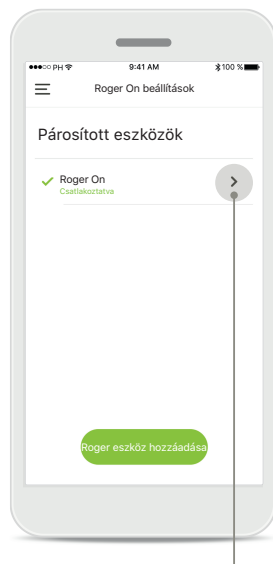 PH 9:41 AM 100 %
Roger On beállítások
Párosított eszközök
Roger On
Csatlakoztatva
Roger eszköz hozzáadása